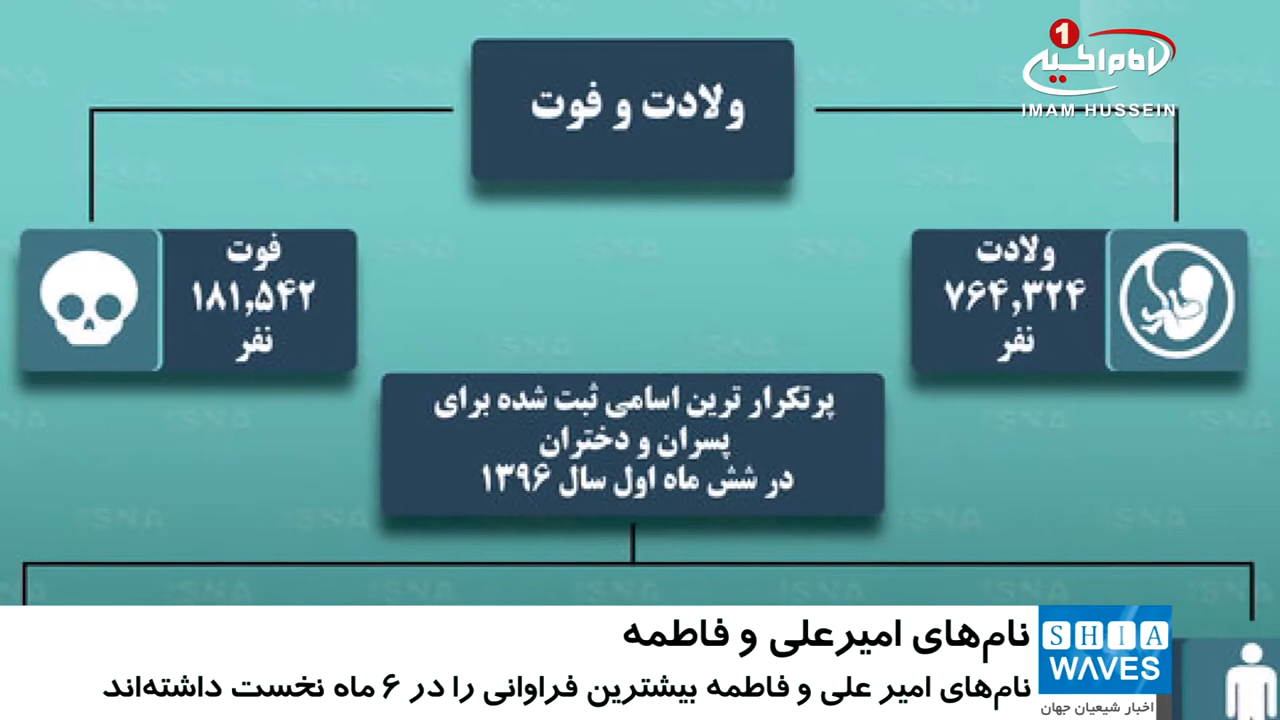 1
امام حسین
IMAM HUSSEIN
ولادت و فوت
ولادت
۷۶۴,۳۲۴
نفر
فوت
۱۸۱,۵۴۲
نفر
پرتکرار ترین اسامی ثبت شده برای
پسران و دختران
در شش ماه اول سال ۱۳۹۶
SHIA
WAVES
اخبار شیعیان جهان
نام‌های امیرعلی و فاطمه
نام‌های امیر علی و فاطمه بیشترین فراوانی را در ۶ ماه نخست داشته‌اند